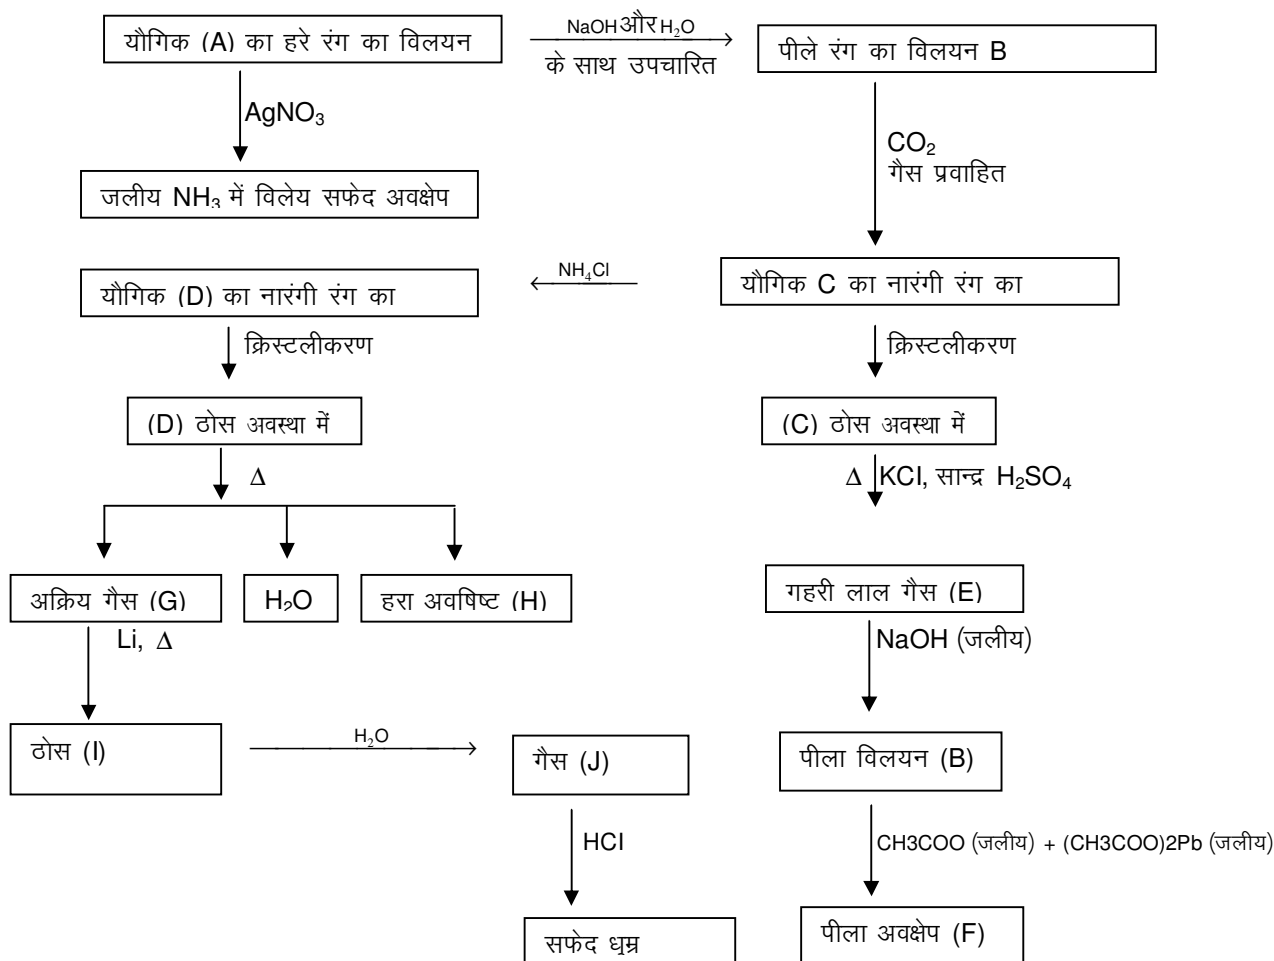 यौगिक (A) का हरे रंग का विलयन
NaOH और H₂O
के साथ उपचारित
पीले रंग का विलयन B
AgNO₃
CO₂
गैस प्रवाहित
जलीय NH₃ में विलेय सफेद अवक्षेप
यौगिक (D) का नारंगी रंग का
NH₄Cl
यौगिक C का नारंगी रंग का
क्रिस्टलीकरण
क्रिस्टलीकरण
(D) ठोस अवस्था में
(C) ठोस अवस्था में
Δ
Δ KCl, सान्द्र H₂SO₄
अक्रिय गैस (G)
H₂O
हरा अवषिष्ट (H)
गहरी लाल गैस (E)
Li, Δ
NaOH (जलीय)
ठोस (I)
H₂O
गैस (J)
पीला विलयन (B)
HCl
CH3COO (जलीय) + (CH3COO)2Pb (जलीय)
सफेद धूम्र
पीला अवक्षेप (F)